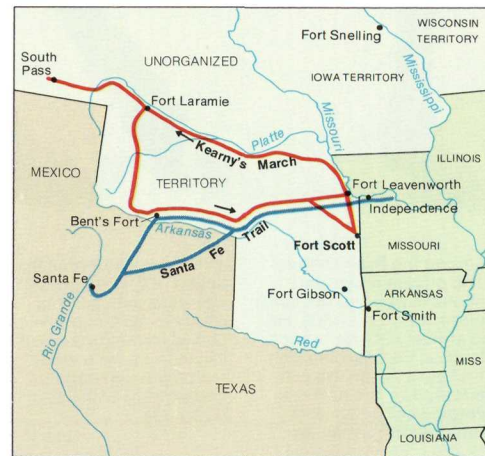 WISCONSIN
TERRITORY
Fort Snelling
UNORGANIZED
IOWA TERRITORY
Mississippi
South
Pass
Fort Laramie
Missouri
Platte
Kearny's March
ILLINOIS
MEXICO
TERRITORY
Fort Leavenworth
Independence
Bent's Fort
Arkansas
Santa Fe Trail
Fort Scott
MISSOURI
Santa Fe
Fort Gibson
ARKANSAS
Fort Smith
Rio Grande
Red
MISS
TEXAS
LOUISIANA